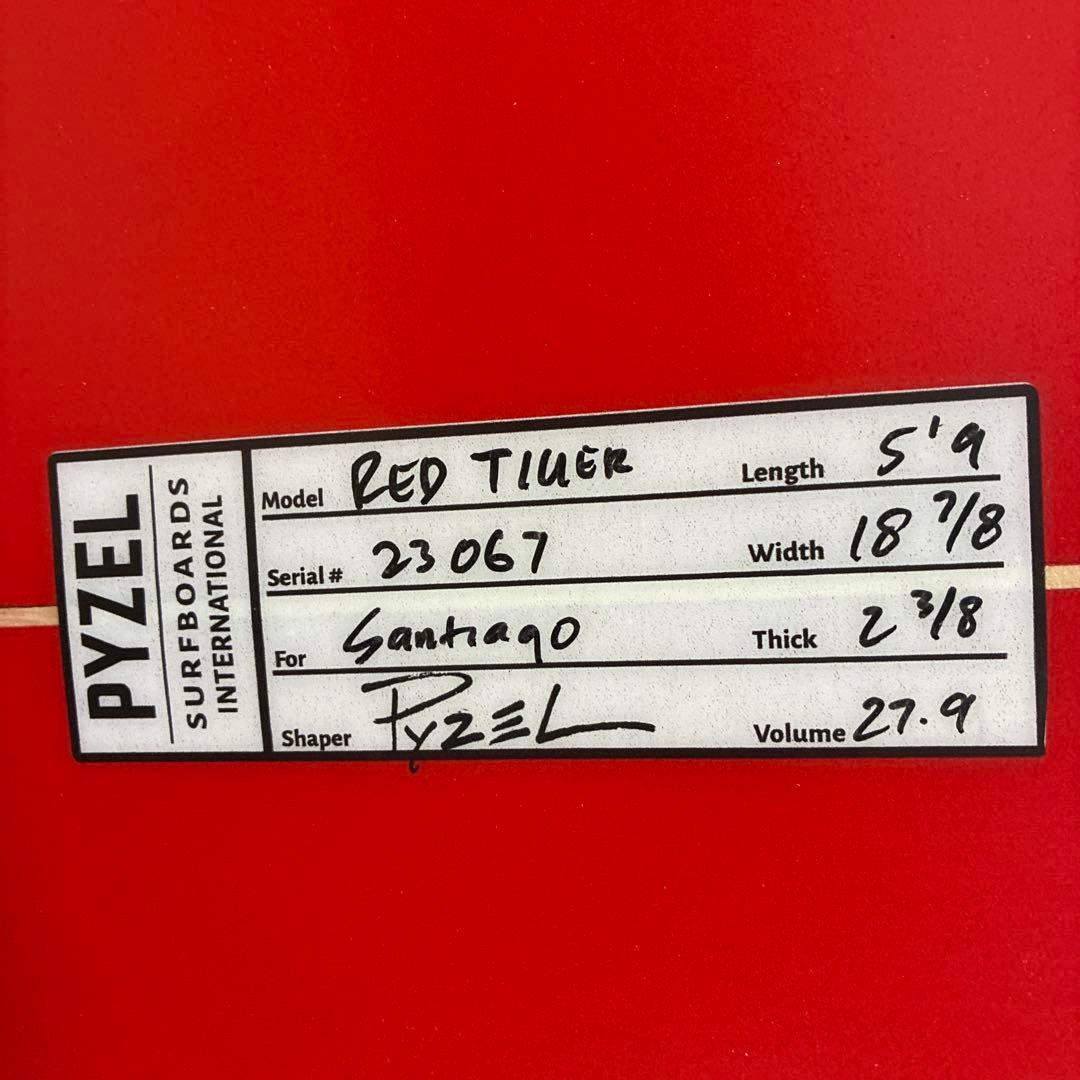 PYZEL
SURFBOARDS
INTERNATIONAL
Model RED TIGER Length 5'9
Serial # 23067 Width 18 7/8
For Santiago Thick 2 3/8
Shaper PYZEL Volume 27.9